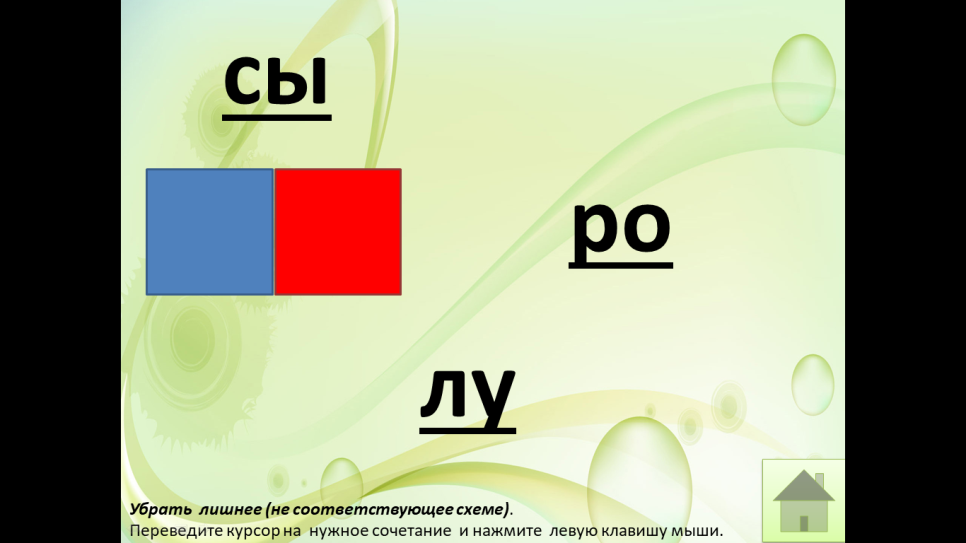 сы
ро
лу
Убрать лишнее (не соответствующее схеме).
Переведите курсор на нужное сочетание и нажмите левую клавишу мыши.